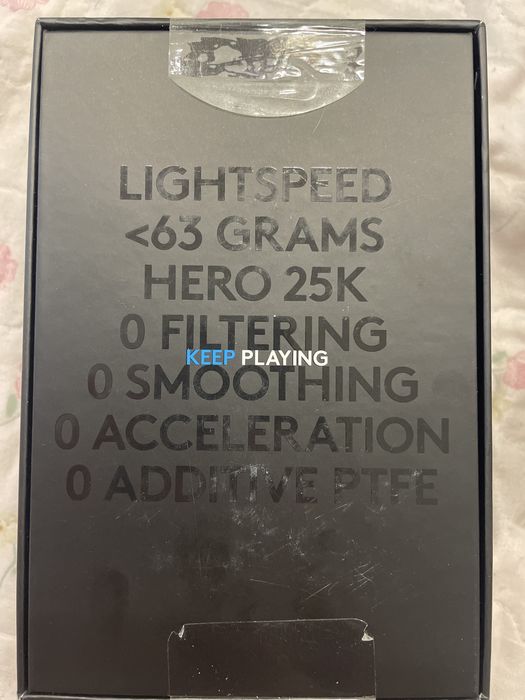 LIGHTSPEED
<63 GRAMS
HERO 25K
0 FILTERING
KEEP PLAYING
0 SMOOTHING
0 ACCELERATION
0 ADDITIVE PTFE